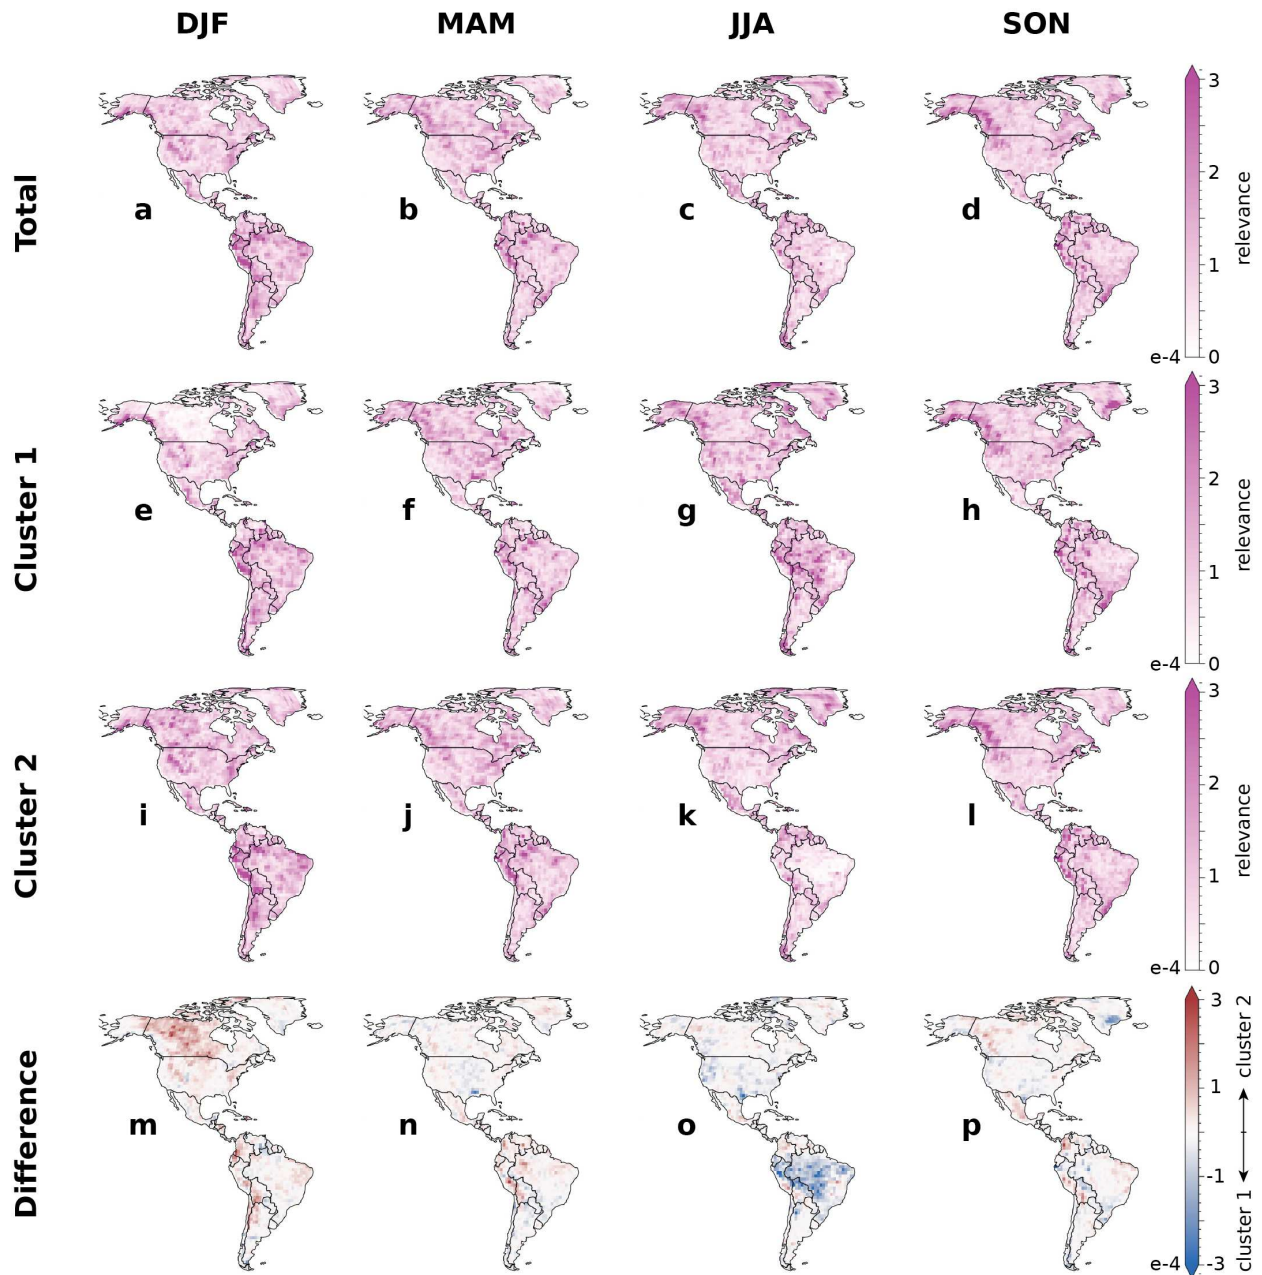 DJF MAM JJA SON
Total
a b c d
3
2
1
0
e-4
relevance
Cluster 1
e f g h
3
2
1
0
e-4
relevance
Cluster 2
i j k l
3
2
1
0
e-4
relevance
Difference
m n o p
3
1
-1
-3
e-4
cluster 1 cluster 2